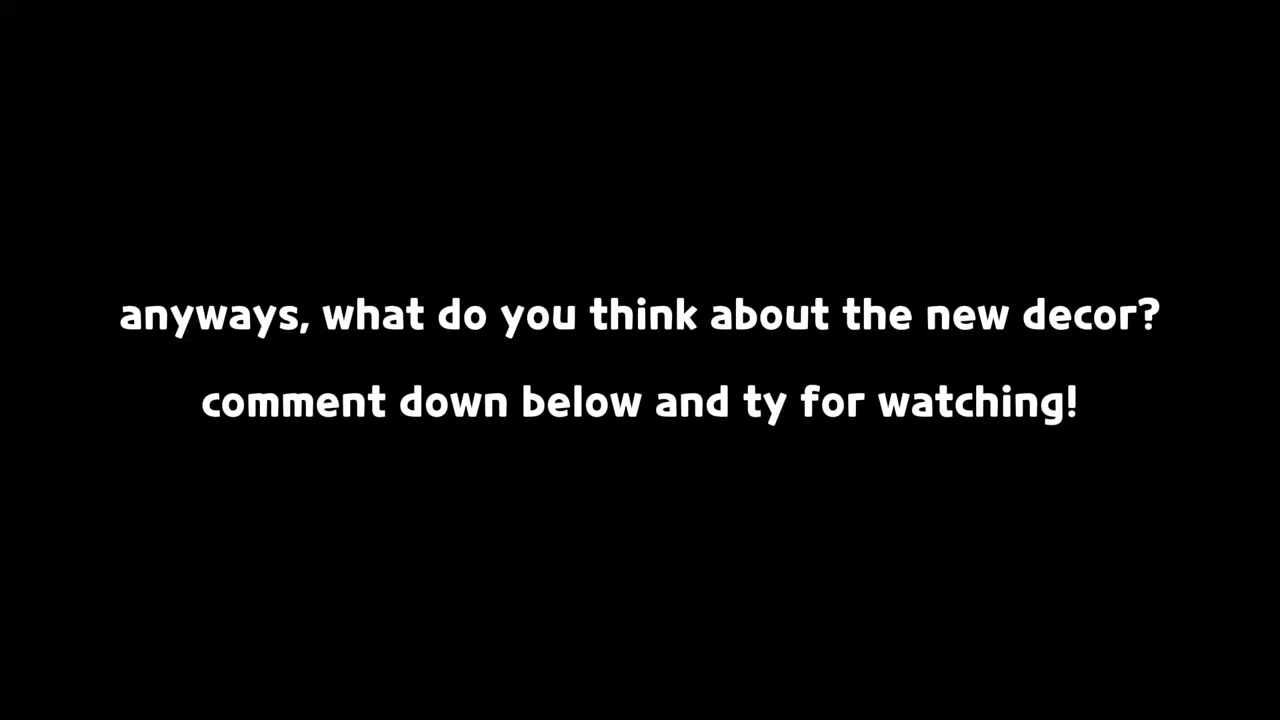 anyways, what do you think about the new decor?
comment down below and ty for watching!